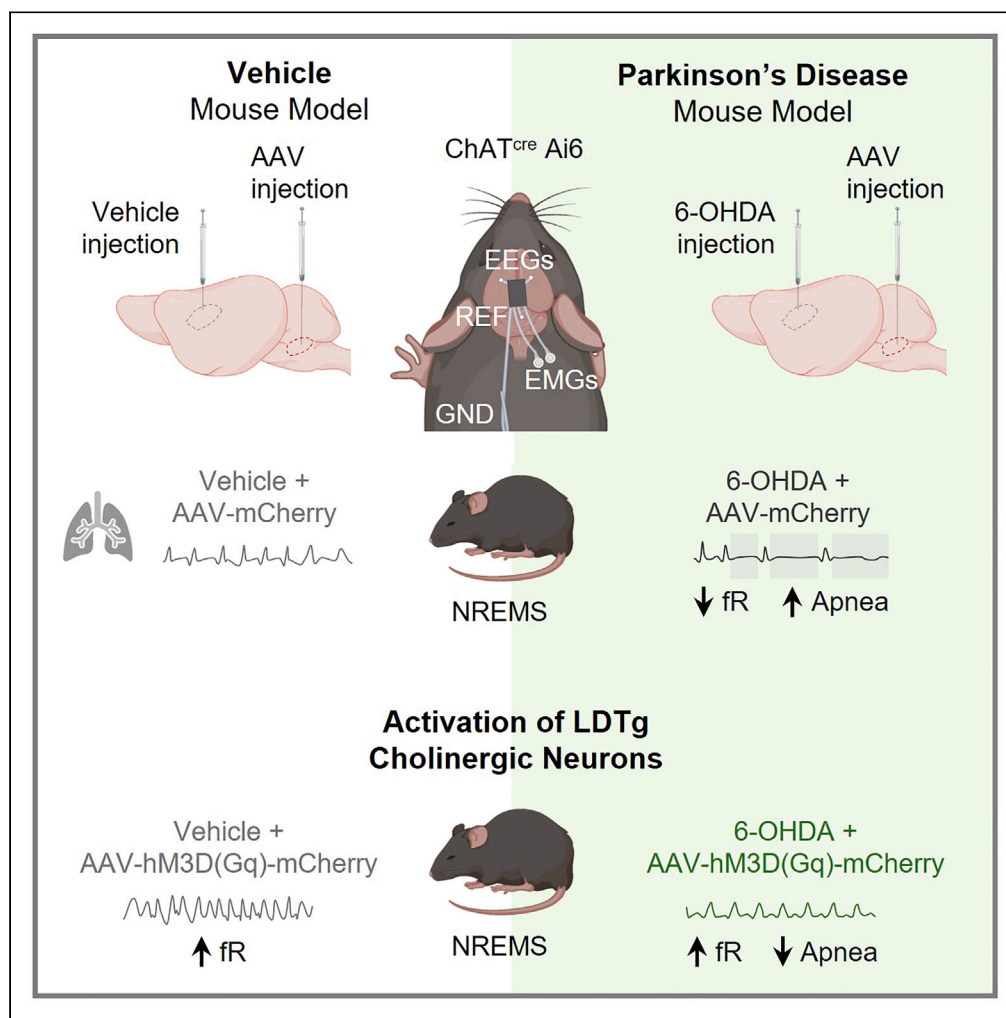 Vehicle
Mouse Model
Parkinson's Disease
Mouse Model
ChATcre Ai6
AAV
injection
Vehicle
injection
AAV
injection
6-OHDA
injection
EEGs
REF
EMGs
GND
Vehicle +
AAV-mCherry
NREMS
6-OHDA +
AAV-mCherry
↓ fR ↑ Apnea
Activation of LDTg
Cholinergic Neurons
Vehicle +
AAV-hM3D(Gq)-mCherry
↑ fR
NREMS
6-OHDA +
AAV-hM3D(Gq)-mCherry
↑ fR ↓ Apnea